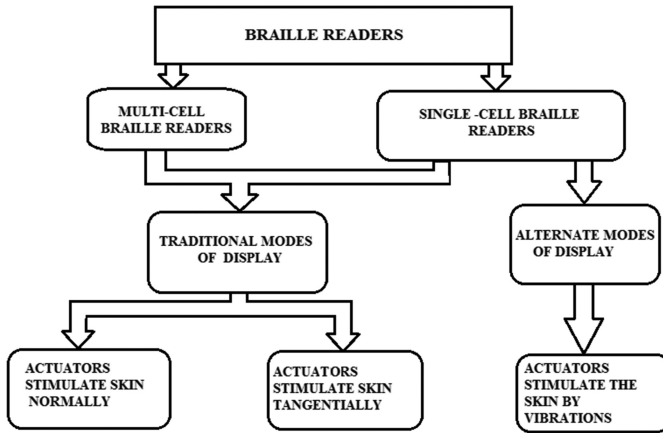 BRAILLE READERS
MULTI-CELL
BRAILLE READERS
SINGLE -CELL BRAILLE
READERS
TRADITIONAL MODES
OF DISPLAY
ALTERNATE MODES
OF DISPLAY
ACTUATORS
STIMULATE SKIN
NORMALLY
ACTUATORS
STIMULATE SKIN
TANGENTIALLY
ACTUATORS
STIMULATE THE
SKIN BY
VIBRATIONS